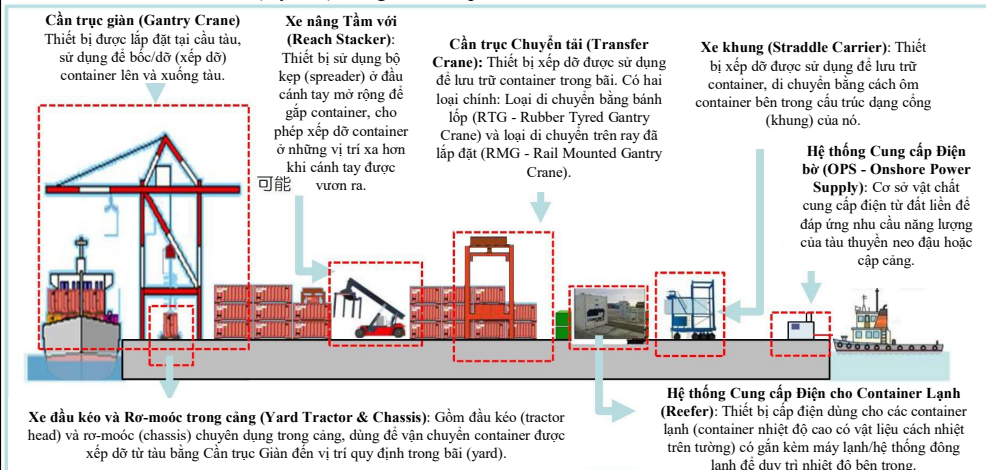 Cần trục giàn (Gantry Crane)
Thiết bị được lắp đặt tại cầu tàu,
sử dụng để bốc/dỡ (xếp dỡ)
container lên và xuống tàu.
Xe nâng Tầm với
(Reach Stacker):
Thiết bị sử dụng bộ
kẹp (spreader) ở đầu
cánh tay mở rộng để
gắp container, cho
phép xếp dỡ container
ở những vị trí xa hơn
khi cánh tay được
vươn ra.
可能
Cần trục Chuyển tải (Transfer
Crane): Thiết bị xếp dỡ được sử dụng
để lưu trữ container trong bãi. Có hai
loại chính: Loại di chuyển bằng bánh
lốp (RTG - Rubber Tyred Gantry
Crane) và loại di chuyển trên ray đã
lắp đặt (RMG - Rail Mounted Gantry
Crane).
Xe khung (Straddle Carrier): Thiết
bị xếp dỡ được sử dụng để lưu trữ
container, di chuyển bằng cách ôm
container bên trong cấu trúc dạng cổng
(khung) của nó.
Hệ thống Cung cấp Điện
bờ (OPS - Onshore Power
Supply): Cơ sở vật chất
cung cấp điện từ đất liền để
đáp ứng nhu cầu năng lượng
của tàu thuyền neo đậu hoặc
cập cảng.
Xe đầu kéo và Rơ-moóc trong cảng (Yard Tractor & Chassis): Gồm đầu kéo (tractor
head) và rơ-moóc (chassis) chuyên dụng trong cảng, dùng để vận chuyển container được
xếp dỡ từ tàu bằng Cần trục Giàn đến vị trí quy định trong bãi (yard).
Hệ thống Cung cấp Điện cho Container Lạnh
(Reefer): Thiết bị cấp điện dùng cho các container
lạnh (container nhiệt độ cao có vật liệu cách nhiệt
trên tường) có gắn kèm máy lạnh/hệ thống đông
lạnh để duy trì nhiệt độ bên trong.